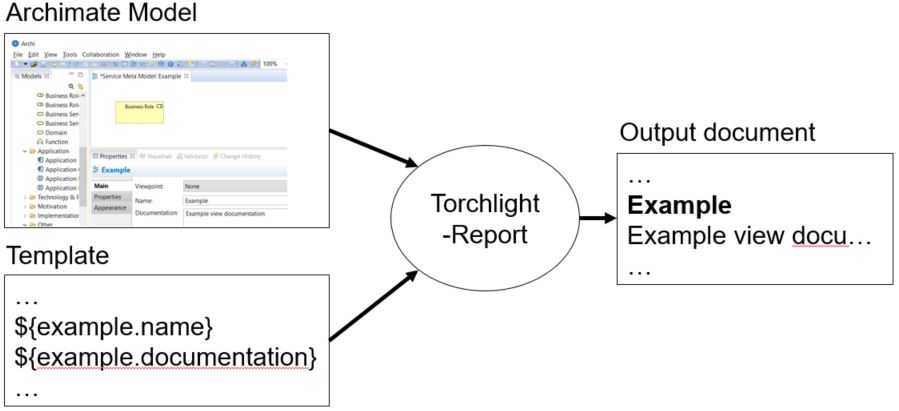 Archimate Model
Archi
File Edit View Tools Collaboration Window Help
100%
Models
*Service Meta Model: Example
Business Rol
Business Rol
Business Ser
Business Ser
Domain
Function
Application
Application
Application
Application
Application
Technology & P
Motivation
Implementation
Other
Business Role
Properties
Visualiser
Validator
Change History
Example
Main
Properties
Appearance
Viewpoint:
None
Name:
Example
Documentation:
Example view documentation
Template
…
${example.name}
${example.documentation}
…
Torchlight
-Report
Output document
…
Example
Example view docu…
…